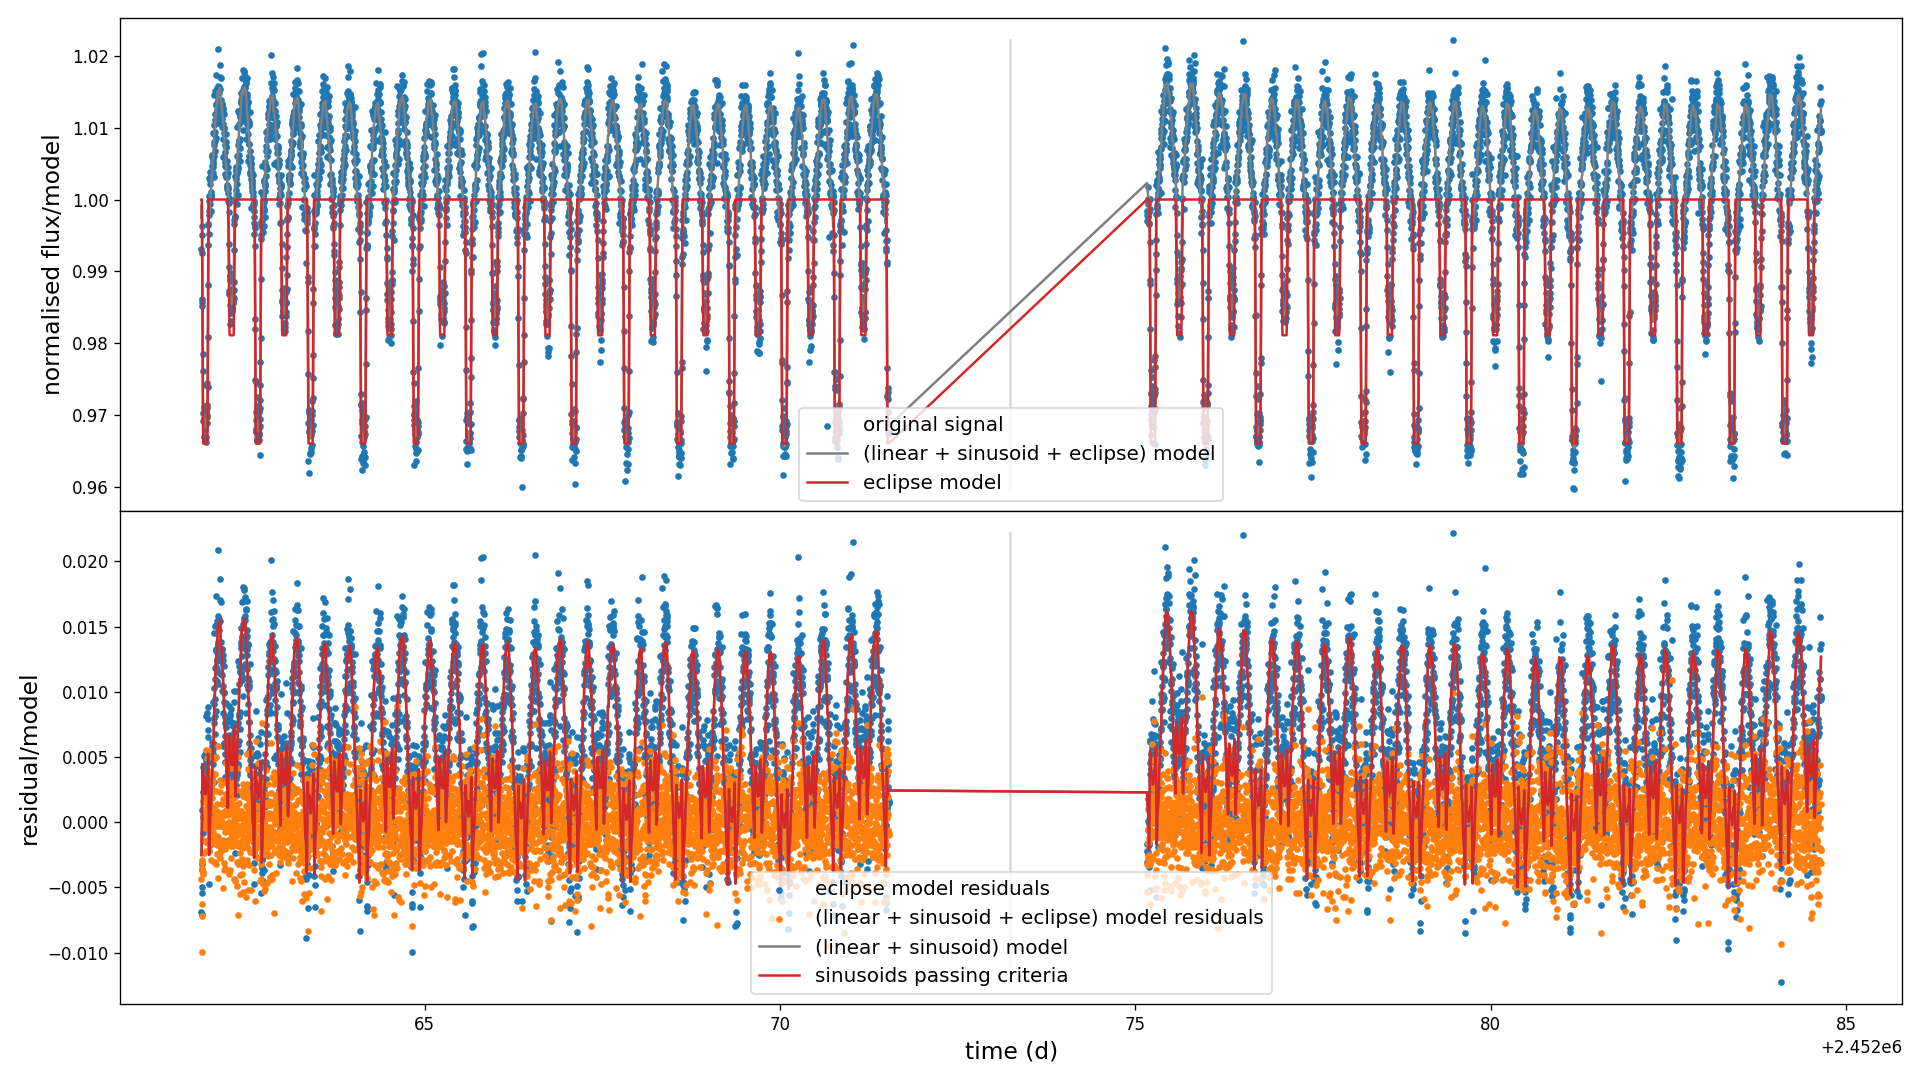 1.02
1.01
1.00
0.99
0.98
0.97
0.96
normalised flux/model
original signal
(linear + sinusoid + eclipse) model
eclipse model
0.020
0.015
0.010
0.005
0.000
−0.005
−0.010
residual/model
eclipse model residuals
(linear + sinusoid + eclipse) model residuals
(linear + sinusoid) model
sinusoids passing criteria
65 70 75 80 85
+2.452e6
time (d)